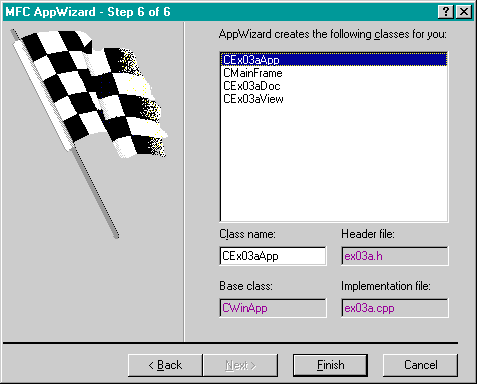 MFC AppWizard - Step 6 of 6
AppWizard creates the following classes for you:
CEx03aApp
CMainFrame
CEx03aDoc
CEx03aView
Class name:
Header file:
CEx03aApp
ex03a.h
Base class:
Implementation file:
CWinApp
ex03a.cpp
< Back
Next >
Finish
Cancel